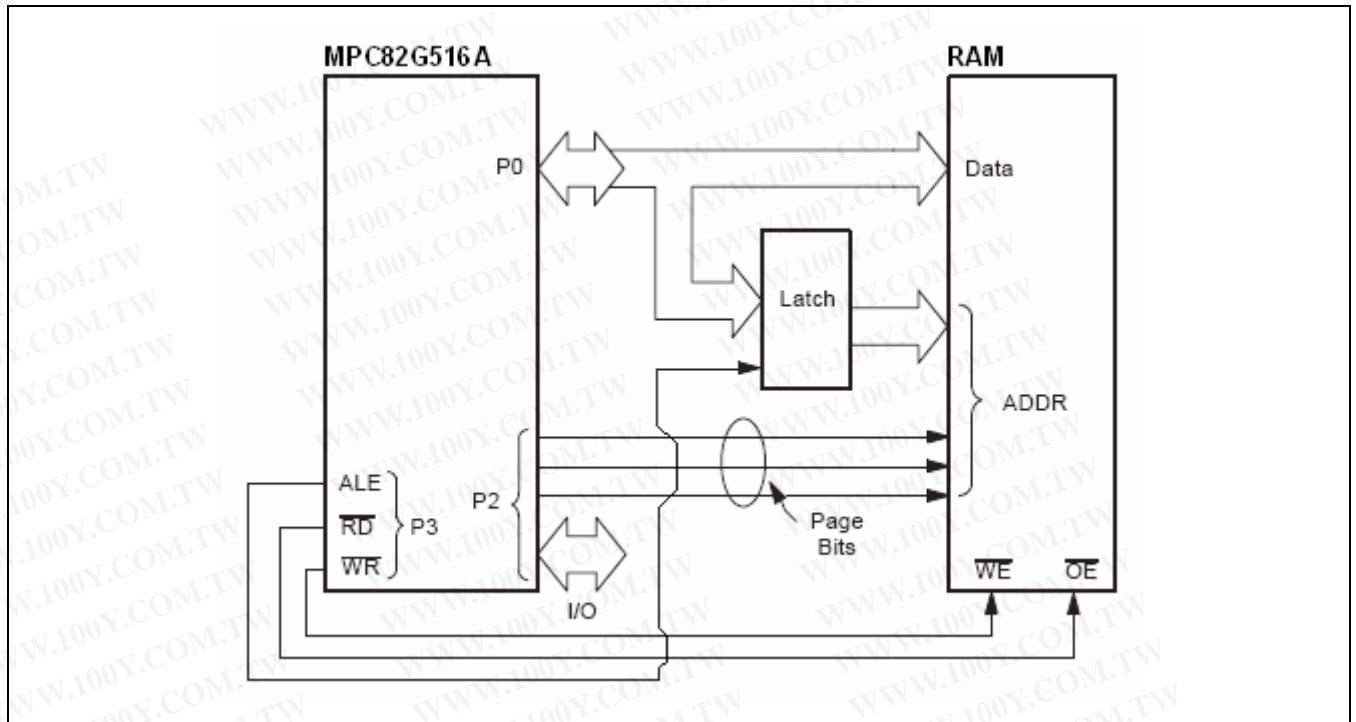 MPC82G516A
RAM
P0
Data
Latch
ADDR
ALE
RD
WR
P3
P2
Page
Bits
I/O
WE
OE
WWW.100Y.COM.TW